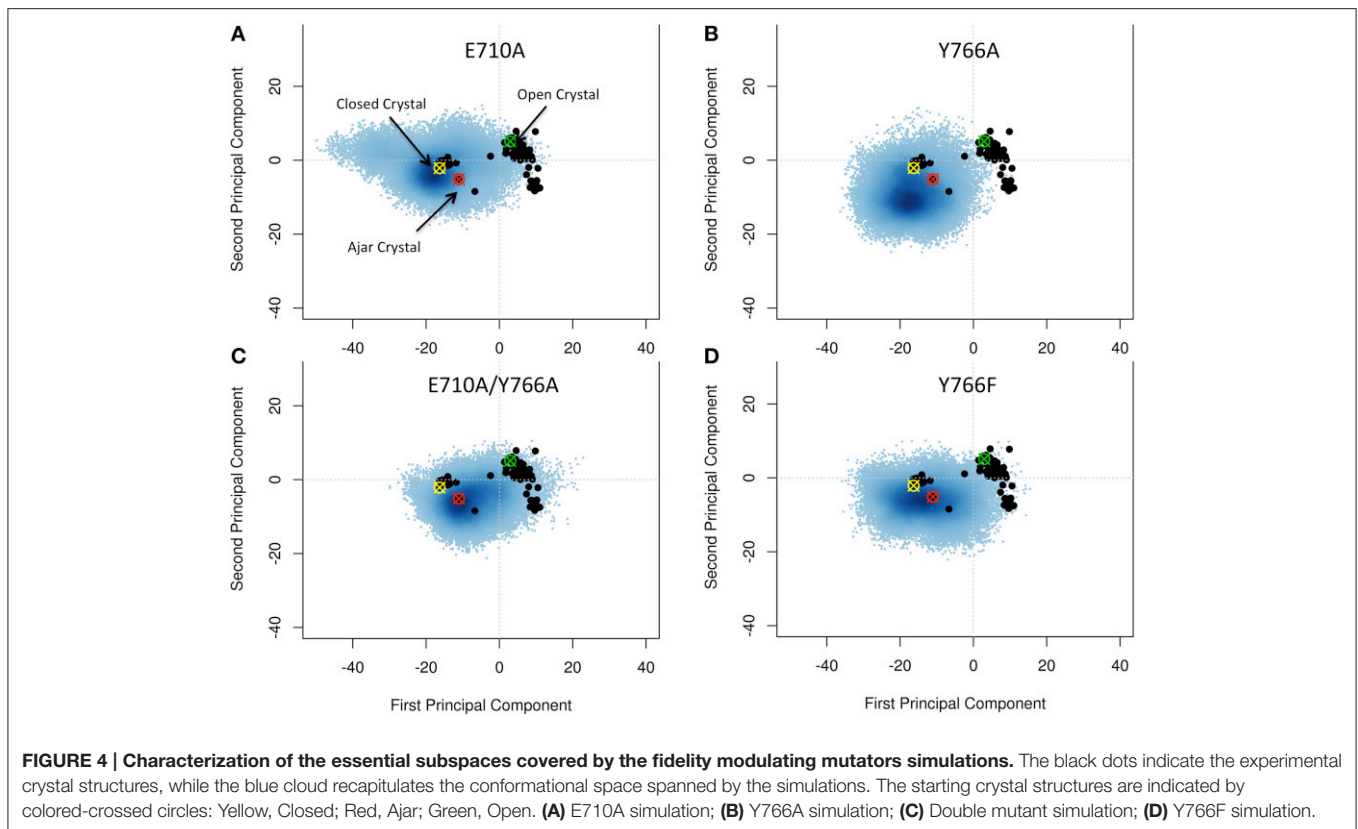 A
E710A
Second Principal Component
20
0
-20
-40
Closed Crystal
Open Crystal
Ajar Crystal
-40 -20 0 20 40
B
Y766A
Second Principal Component
20
0
-20
-40
-40 -20 0 20 40
C
E710A/Y766A
Second Principal Component
20
0
-20
-40
-40 -20 0 20 40
First Principal Component
D
Y766F
Second Principal Component
20
0
-20
-40
-40 -20 0 20 40
First Principal Component
FIGURE 4 | Characterization of the essential subspaces covered by the fidelity modulating mutators simulations. The black dots indicate the experimental
crystal structures, while the blue cloud recapitulates the conformational space spanned by the simulations. The starting crystal structures are indicated by
colored-crossed circles: Yellow, Closed; Red, Ajar; Green, Open. (A) E710A simulation; (B) Y766A simulation; (C) Double mutant simulation; (D) Y766F simulation.